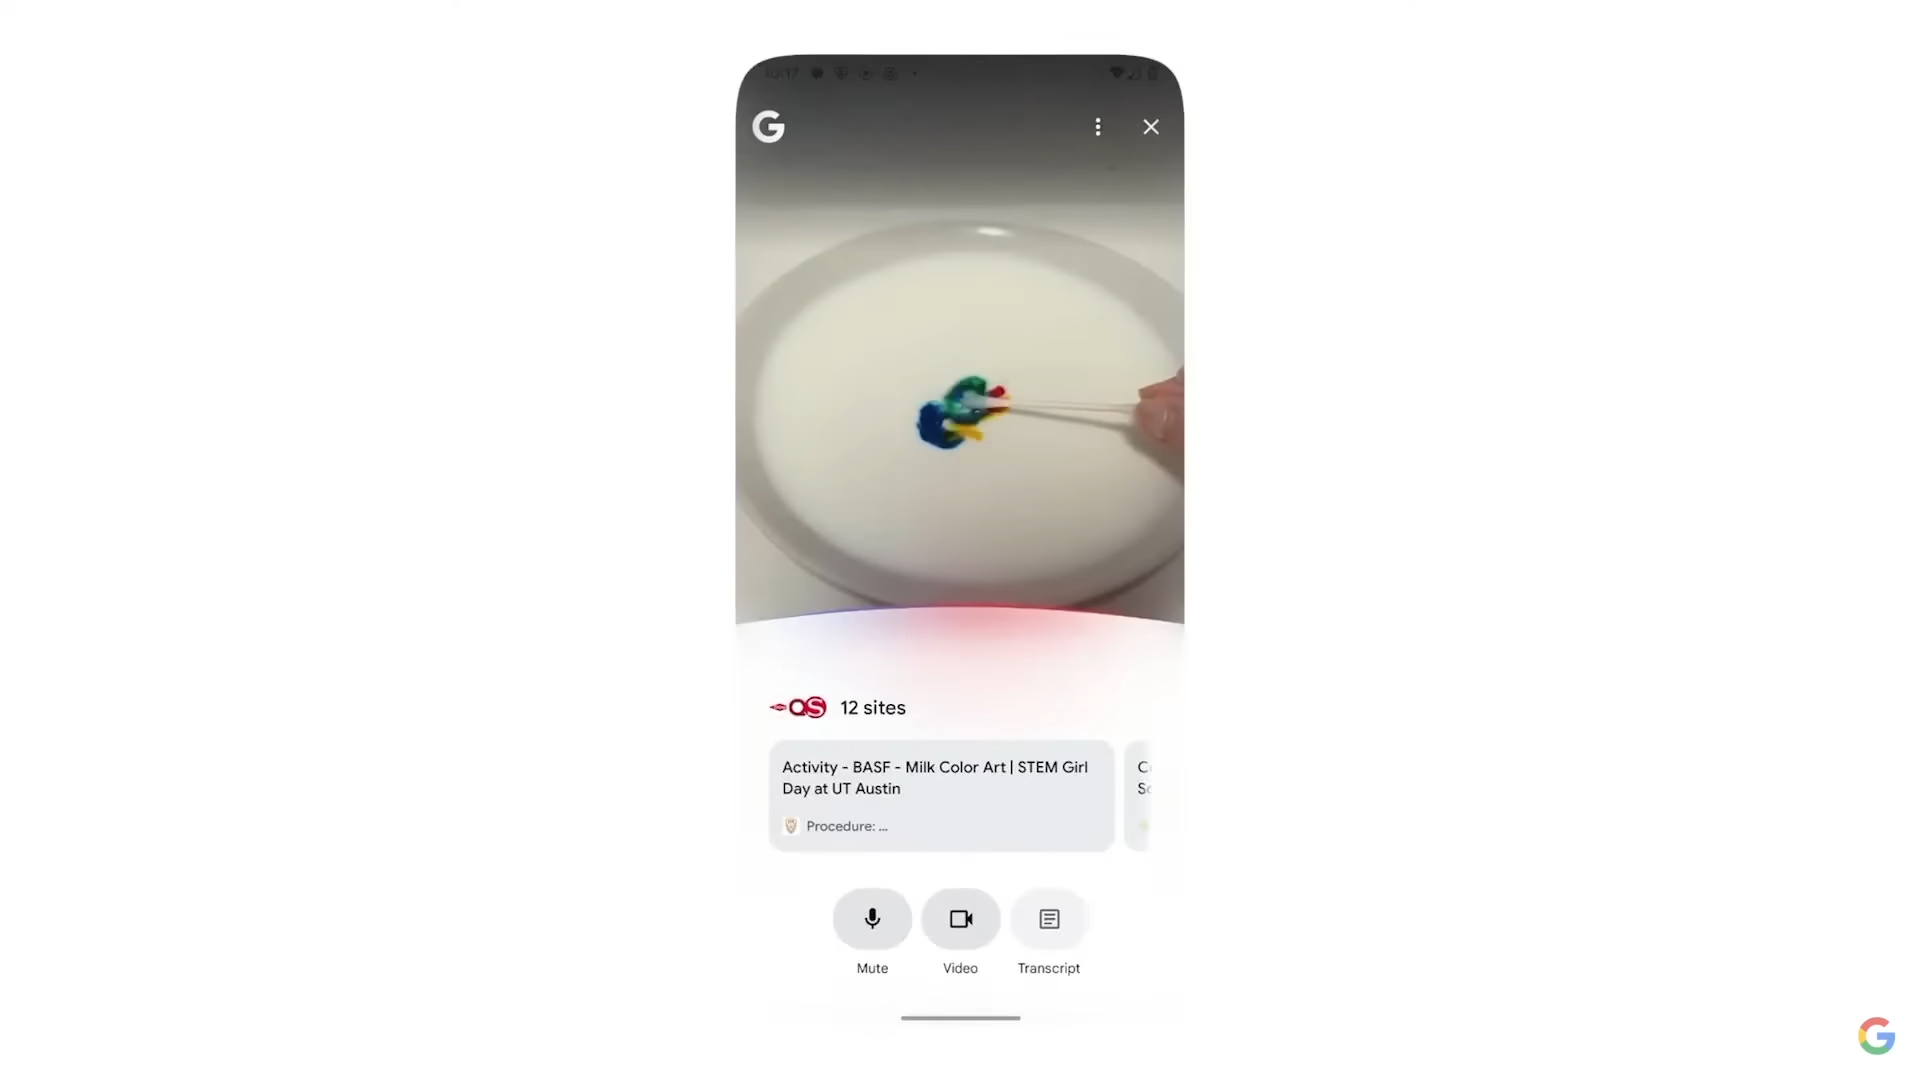 12 sites
Activity - BASF - Milk Color Art | STEM Girl
Day at UT Austin
Procedure: ...
Mute
Video
Transcript